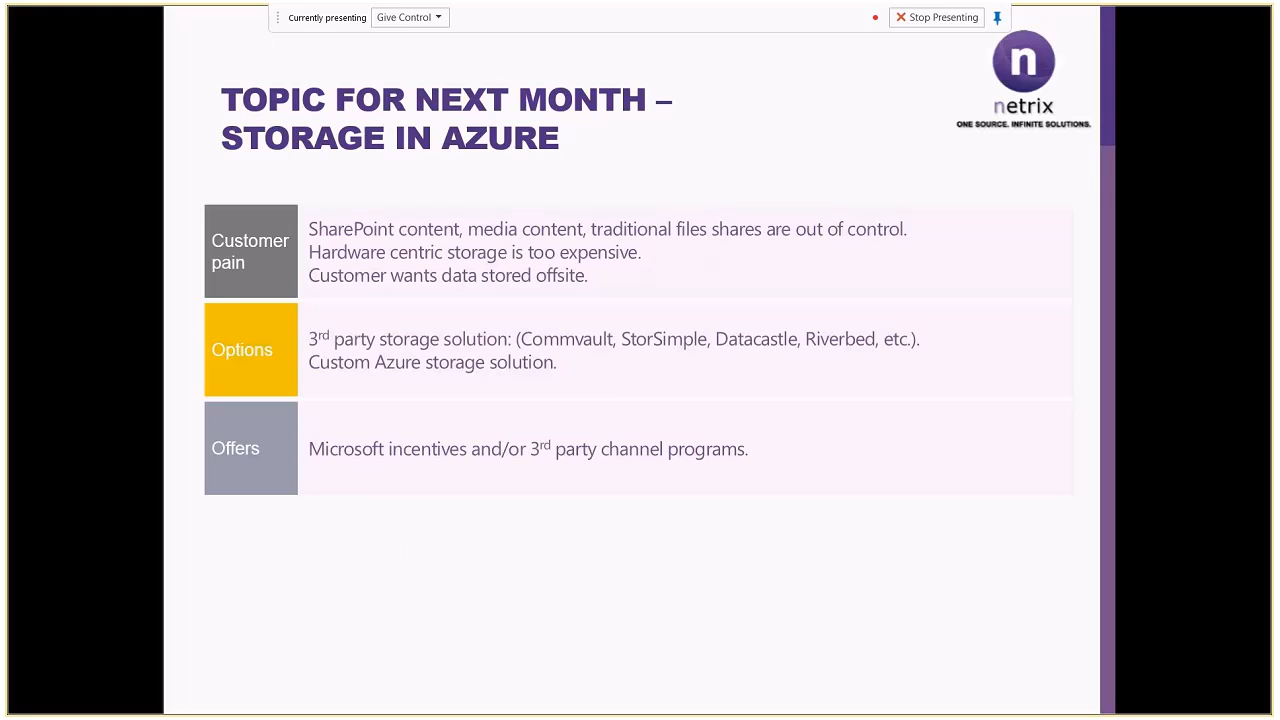 Currently presenting Give Control Stop Presenting
n
netrix
ONE SOURCE. INFINITE SOLUTIONS.
TOPIC FOR NEXT MONTH –
STORAGE IN AZURE
Customer pain
SharePoint content, media content, traditional files shares are out of control.
Hardware centric storage is too expensive.
Customer wants data stored offsite.
Options
3rd party storage solution: (Commvault, StorSimple, Datacastle, Riverbed, etc.).
Custom Azure storage solution.
Offers
Microsoft incentives and/or 3rd party channel programs.